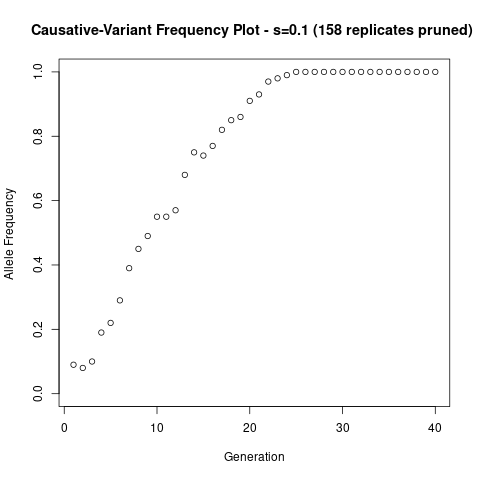 Causative-Variant Frequency Plot - s=0.1 (158 replicates pruned)
Allele Frequency
1.0
0.8
0.6
0.4
0.2
0.0
0 10 20 30 40
Generation